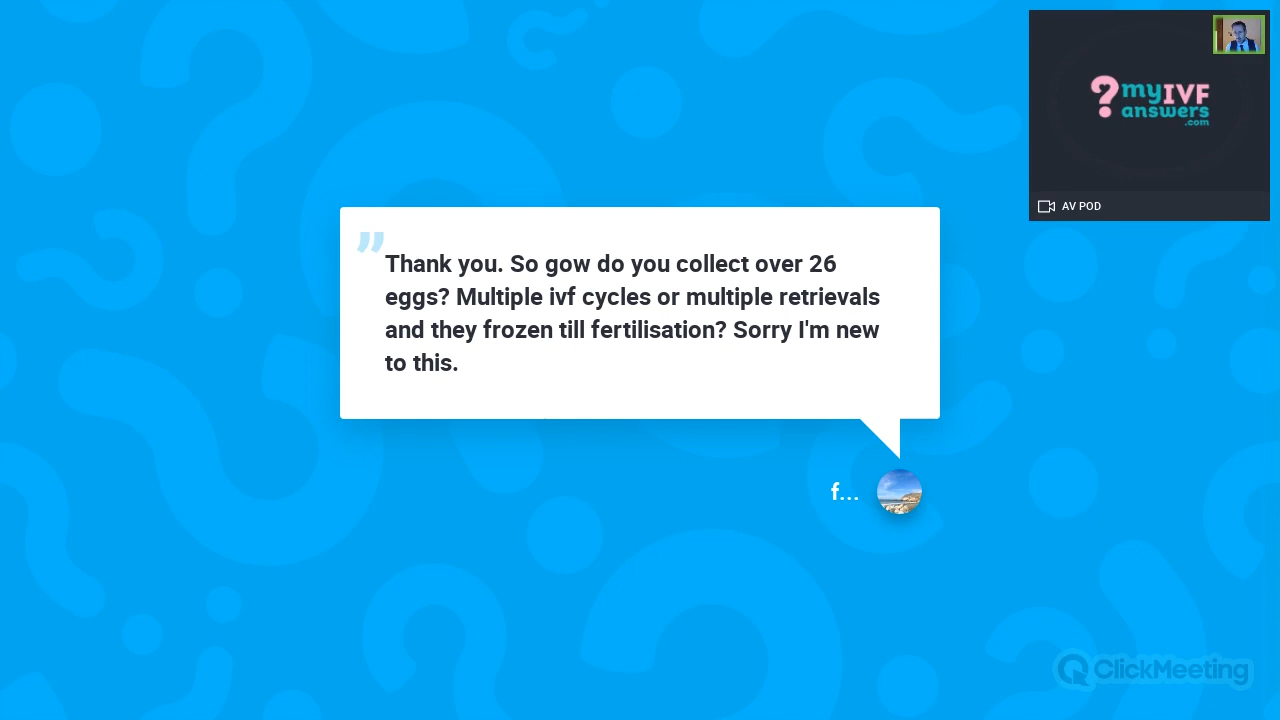 ?myIVF
answers
.com
AV POD
"
Thank you. So gow do you collect over 26
eggs? Multiple ivf cycles or multiple retrievals
and they frozen till fertilisation? Sorry I'm new
to this.
f...
ClickMeeting